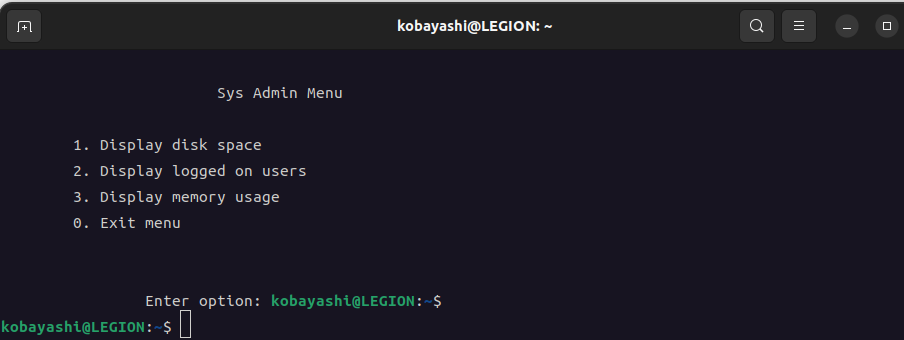 kobayashi@LEGION: ~
Sys Admin Menu
1. Display disk space
2. Display logged on users
3. Display memory usage
0. Exit menu
Enter option: kobayashi@LEGION:~$
kobayashi@LEGION:~$